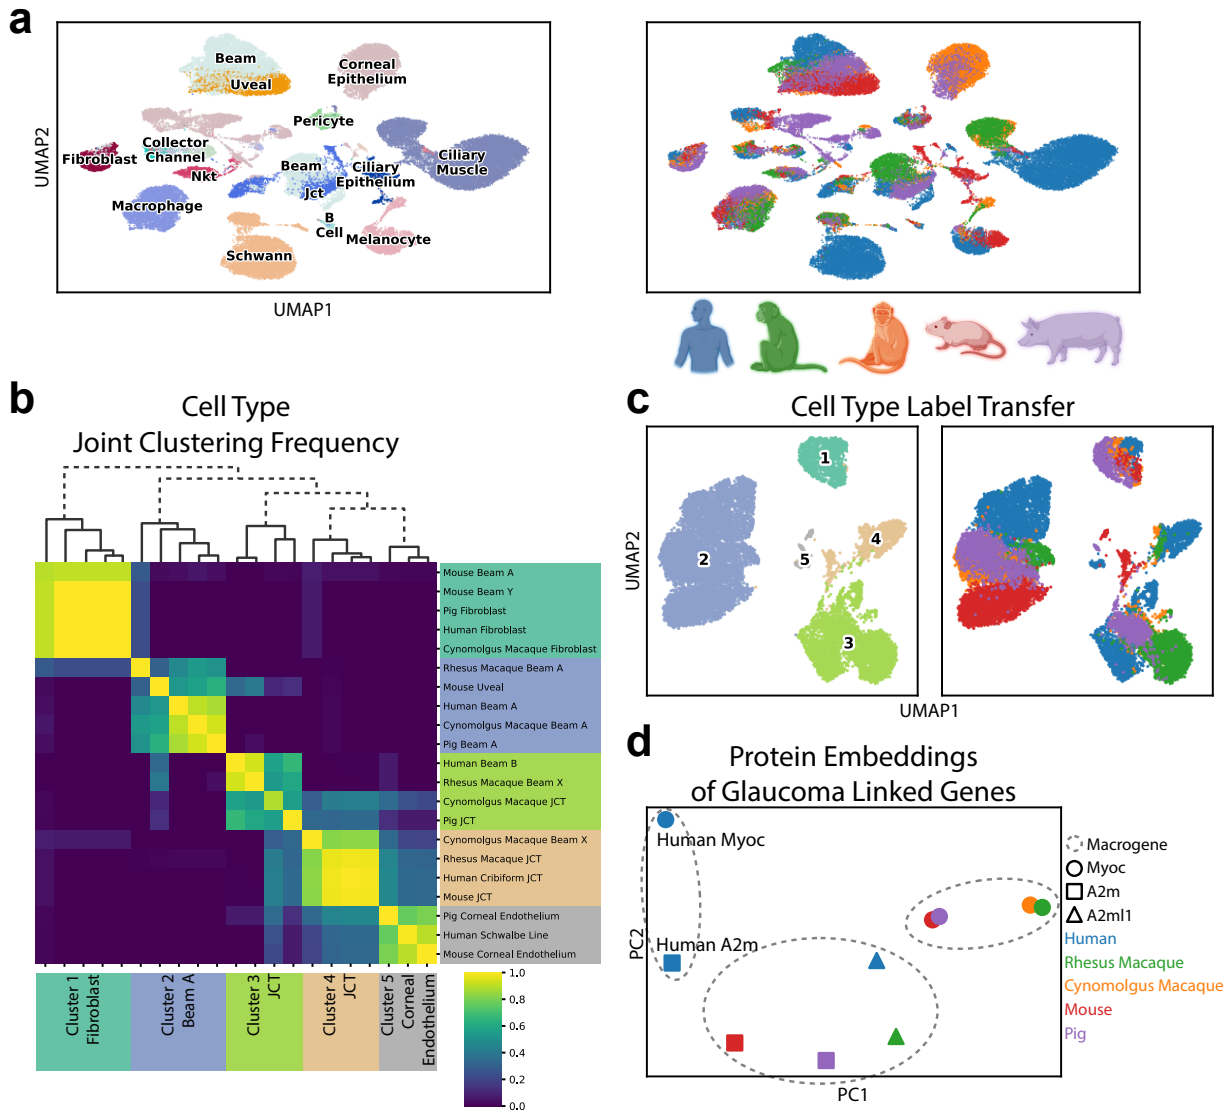 a
Beam
Uveal
Corneal
Epithelium
Pericyte
Collector
Channel
Fibroblast
Nkt
Beam
Jct
Ciliary
Epithelium
Ciliary
Muscle
Macrophage
B
Cell
Melanocyte
Schwann
UMAP2
UMAP1
b
Cell Type
Joint Clustering Frequency
Mouse Beam A
Mouse Beam Y
Pig Fibroblast
Human Fibroblast
Cynomolgus Macaque Fibroblast
Rhesus Macaque Beam A
Mouse Uveal
Human Beam A
Cynomolgus Macaque Beam A
Pig Beam A
Human Beam B
Rhesus Macaque Beam X
Cynomolgus Macaque JCT
Pig JCT
Cynomolgus Macaque Beam X
Rhesus Macaque JCT
Human Cribiform JCT
Mouse JCT
Pig Corneal Endothelium
Human Schwalbe Line
Mouse Corneal Endothelium
Cluster 1
Fibroblast
Cluster 2
Beam A
Cluster 3
JCT
Cluster 4
JCT
Cluster 5
Corneal
Endothelium
1.0
0.8
0.6
0.4
0.2
0.0
c
Cell Type Label Transfer
1
2
3
4
5
UMAP2
UMAP1
d
Protein Embeddings
of Glaucoma Linked Genes
Human Myoc
Human A2m
PC2
PC1
Macrogene
Myoc
A2m
A2ml1
Human
Rhesus Macaque
Cynomolgus Macaque
Mouse
Pig